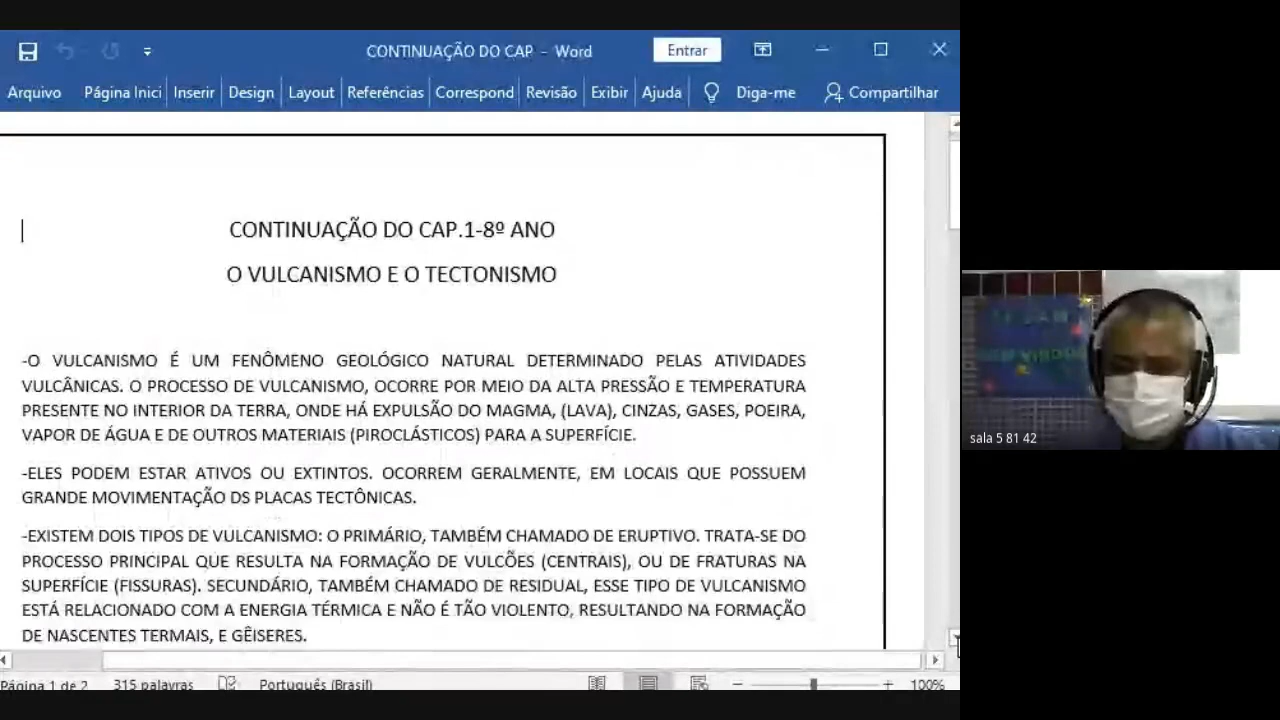 CONTINUAÇÃO DO CAP - Word
Entrar
Arquivo Página Inici Inserir Design Layout Referências Correspond Revisão Exibir Ajuda Diga-me Compartilhar
CONTINUAÇÃO DO CAP.1-8º ANO
O VULCANISMO E O TECTONISMO
-O VULCANISMO É UM FENÔMENO GEOLÓGICO NATURAL DETERMINADO PELAS ATIVIDADES
VULCÂNICAS. O PROCESSO DE VULCANISMO, OCORRE POR MEIO DA ALTA PRESSÃO E TEMPERATURA
PRESENTE NO INTERIOR DA TERRA, ONDE HÁ EXPULSÃO DO MAGMA, (LAVA), CINZAS, GASES, POEIRA,
VAPOR DE ÁGUA E DE OUTROS MATERIAIS (PIROCLÁSTICOS) PARA A SUPERFÍCIE.
-ELES PODEM ESTAR ATIVOS OU EXTINTOS. OCORREM GERALMENTE, EM LOCAIS QUE POSSUEM
GRANDE MOVIMENTAÇÃO DS PLACAS TECTÔNICAS.
-EXISTEM DOIS TIPOS DE VULCANISMO: O PRIMÁRIO, TAMBÉM CHAMADO DE ERUPTIVO. TRATA-SE DO
PROCESSO PRINCIPAL QUE RESULTA NA FORMAÇÃO DE VULCÕES (CENTRAIS), OU DE FRATURAS NA
SUPERFÍCIE (FISSURAS). SECUNDÁRIO, TAMBÉM CHAMADO DE RESIDUAL, ESSE TIPO DE VULCANISMO
ESTÁ RELACIONADO COM A ENERGIA TÉRMICA E NÃO É TÃO VIOLENTO, RESULTANDO NA FORMAÇÃO
DE NASCENTES TERMAIS, E GÊISERES.
Página 1 de 2 315 palavras Português (Brasil) 100%
sala 5 81 42